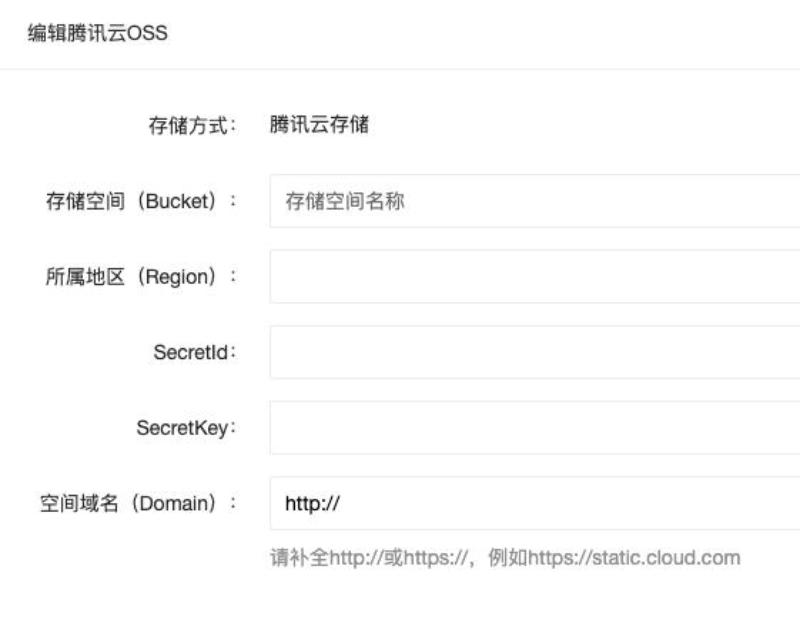 编辑腾讯云OSS
存储方式： 腾讯云存储
存储空间（Bucket）： 存储空间名称
所属地区（Region）：
SecretId：
SecretKey：
空间域名（Domain）： http://
请补全http://或https://，例如https://static.cloud.com